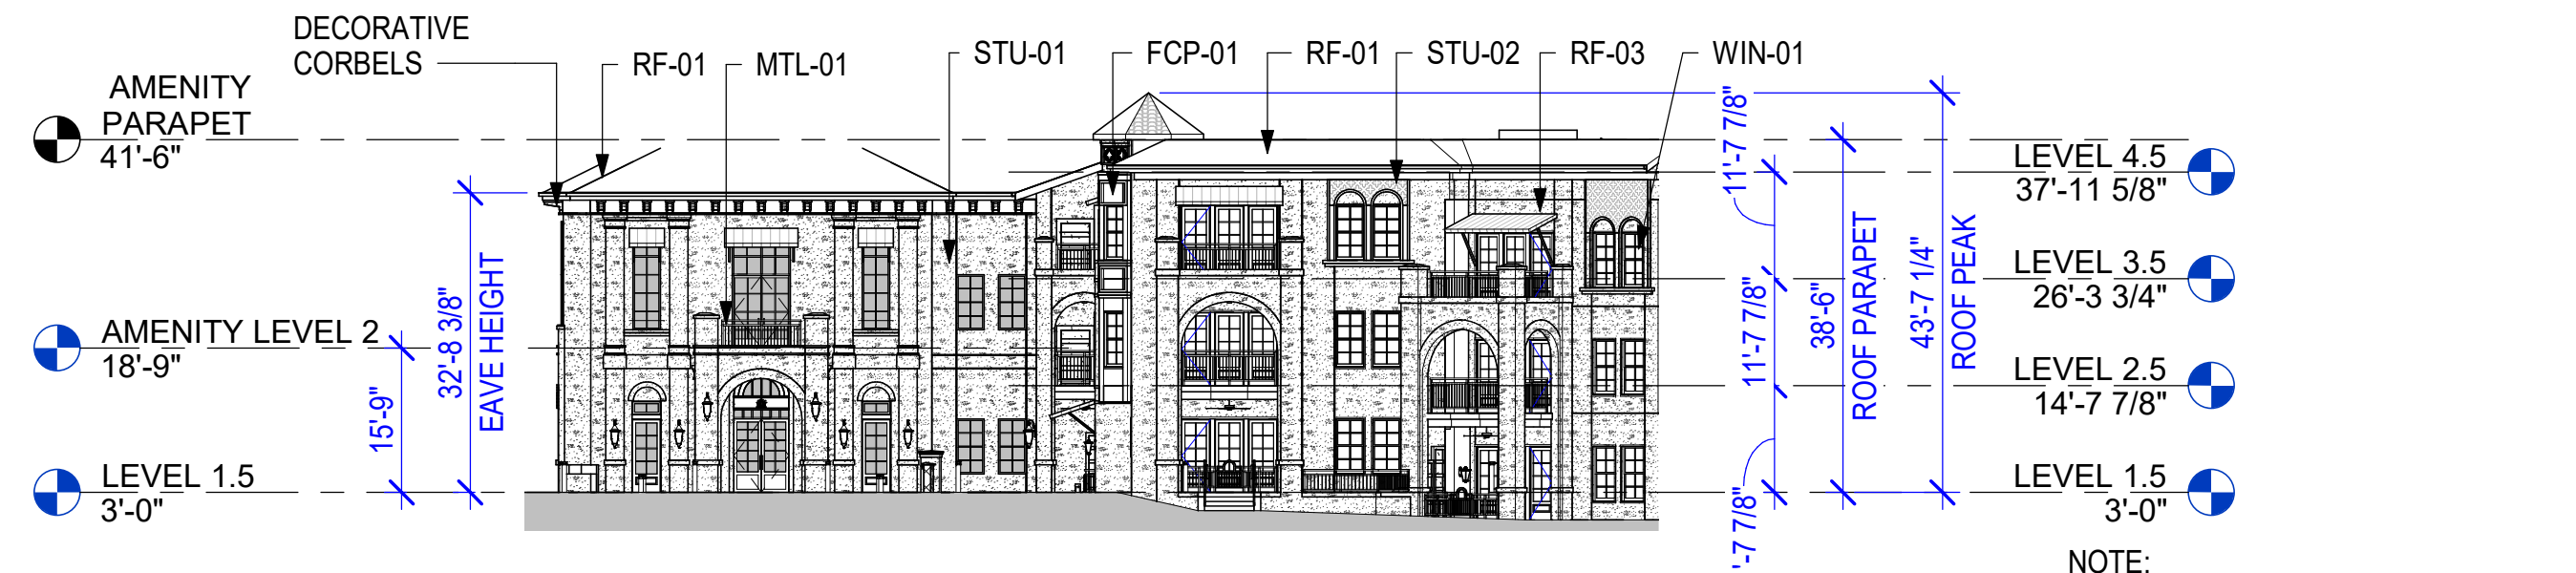 DECORATIVE
CORBELS
RF-01
MTL-01
STU-01
FCP-01
RF-01
STU-02
RF-03
WIN-01
AMENITY
PARAPET
41'-6"
AMENITY LEVEL 2
18'-9"
LEVEL 1.5
3'-0"
15'-9"
32'-8 3/8"
EAVE HEIGHT
11'-7 7/8"
11'-7 7/8"
'-7 7/8"
38'-6"
ROOF PARAPET
43'-7 1/4"
ROOF PEAK
LEVEL 4.5
37'-11 5/8"
LEVEL 3.5
26'-3 3/4"
LEVEL 2.5
14'-7 7/8"
LEVEL 1.5
3'-0"
NOTE: